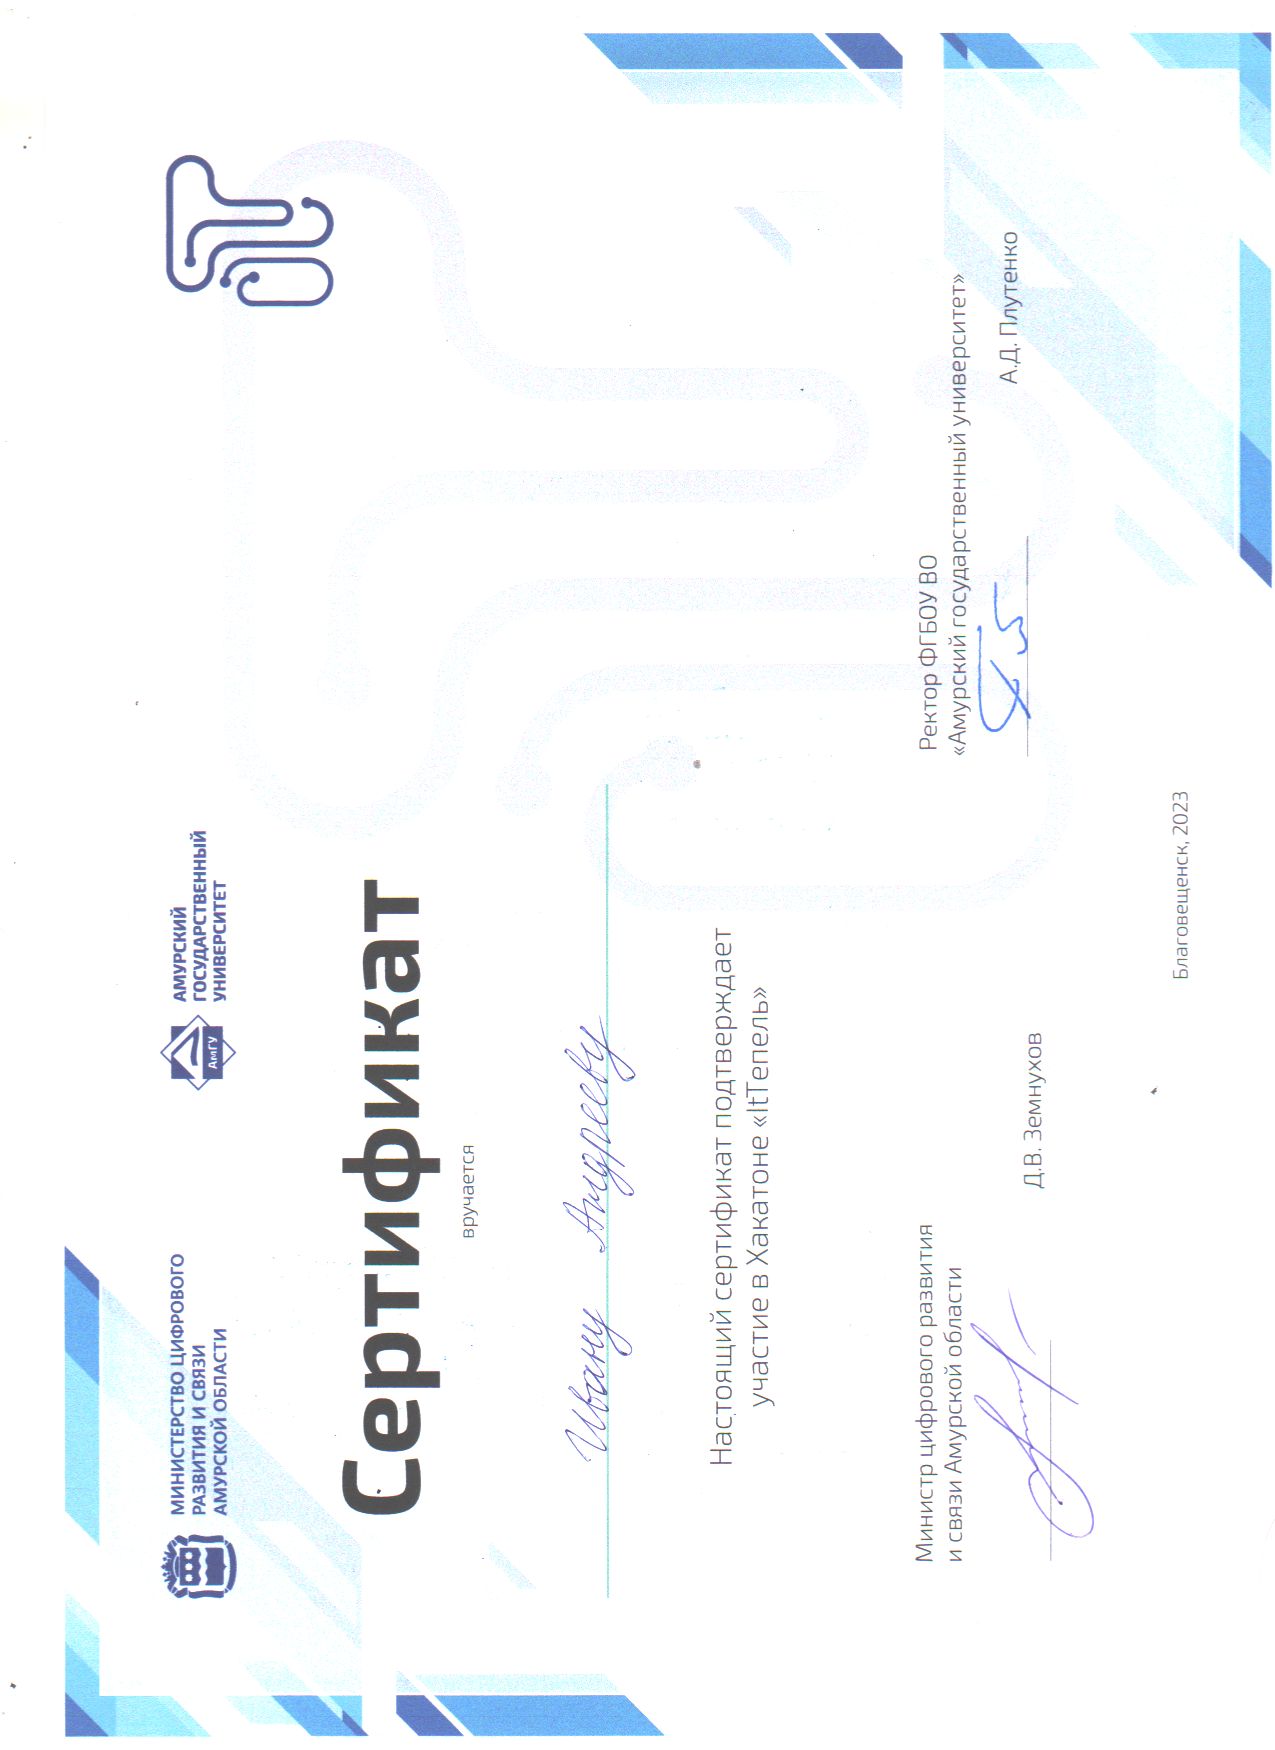 МИНИСТЕРСТВО ЦИФРОВОГО
РАЗВИТИЯ И СВЯЗИ
АМУРСКОЙ ОБЛАСТИ
АмГУ
АМУРСКИЙ
ГОСУДАРСТВЕННЫЙ
УНИВЕРСИТЕТ
Сертификат
вручается
Ивану Андрееву
Настоящий сертификат подтверждает
участие в Хакатоне «ItТепель»
Министр цифрового развития
и связи Амурской области
Д.В. Земнухов
Ректор ФГБОУ ВО
«Амурский государственный университет»
А.Д. Плутенко
Благовещенск, 2023